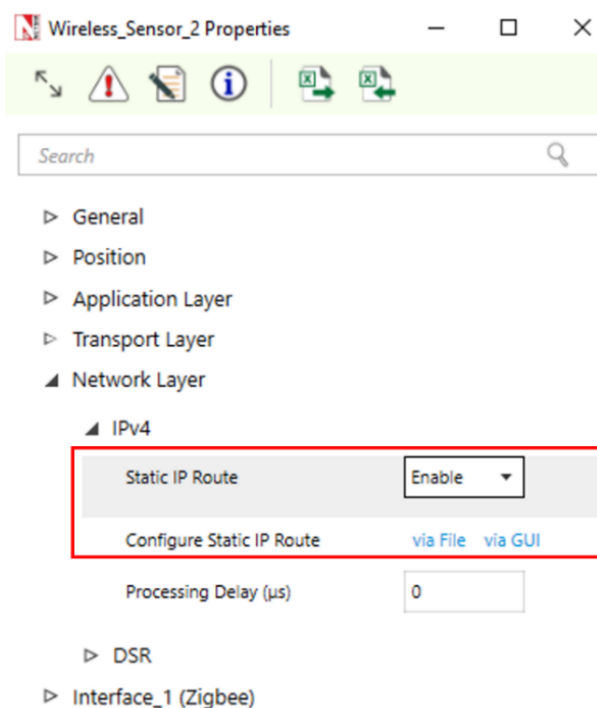 Wireless_Sensor_2 Properties
Search
General
Position
Application Layer
Transport Layer
Network Layer
IPv4
Static IP Route Enable
Configure Static IP Route via File via GUI
Processing Delay (µs) 0
DSR
Interface_1 (Zigbee)